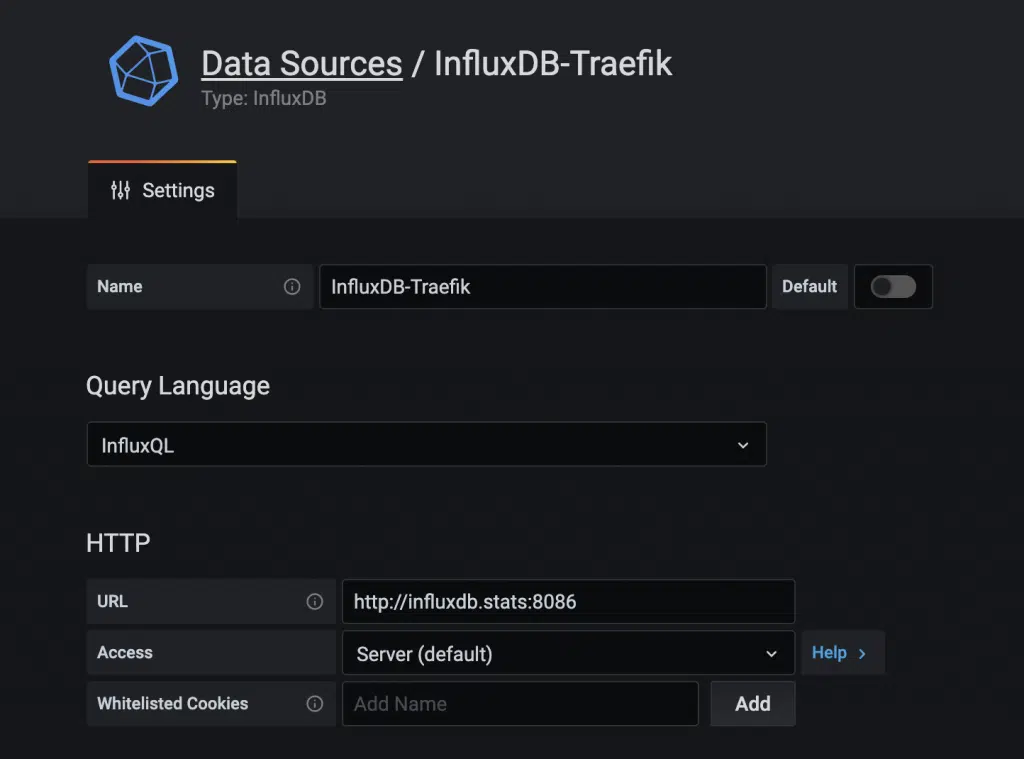 Data Sources / InfluxDB-Traefik
Type: InfluxDB
Settings
Name InfluxDB-Traefik Default
Query Language
InfluxQL
HTTP
URL http://influxdb.stats:8086
Access Server (default) Help
Whitelisted Cookies Add Name Add